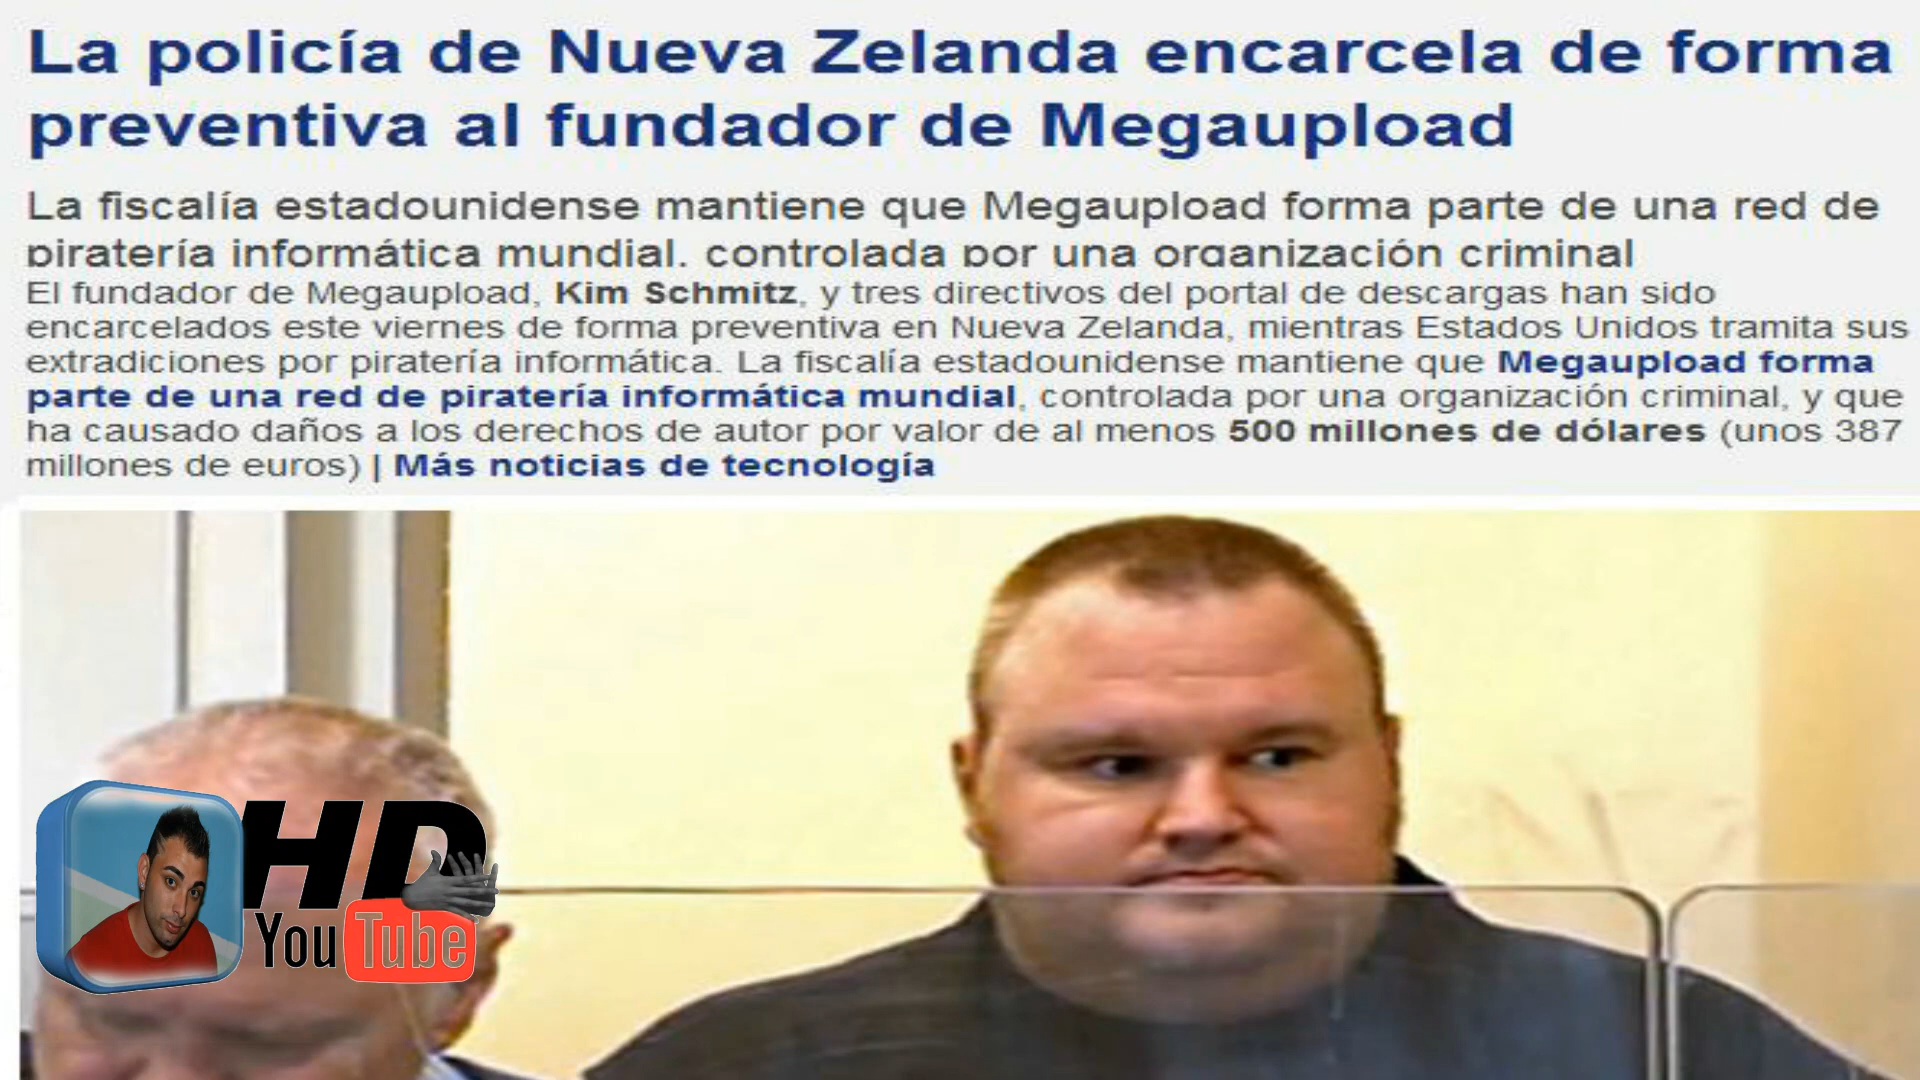 La policía de Nueva Zelanda encarcela de forma
preventiva al fundador de Megaupload
La fiscalía estadounidense mantiene que Megaupload forma parte de una red de
piratería informática mundial, controlada por una organización criminal
El fundador de Megaupload, Kim Schmitz, y tres directivos del portal de descargas han sido
encarcelados este viernes de forma preventiva en Nueva Zelanda, mientras Estados Unidos tramita sus
extradiciones por piratería informática. La fiscalía estadounidense mantiene que Megaupload forma
parte de una red de piratería informática mundial, controlada por una organización criminal, y que
ha causado daños a los derechos de autor por valor de al menos 500 millones de dólares (unos 387
millones de euros) | Más noticias de tecnología
HD
YouTube